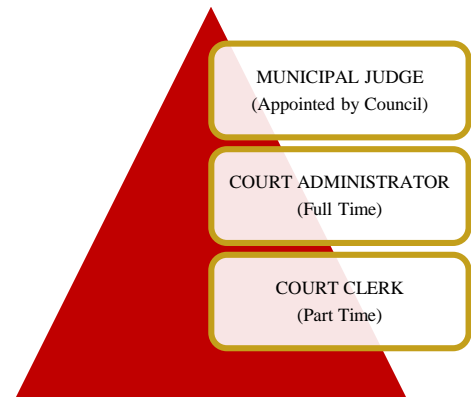 MUNICIPAL JUDGE
(Appointed by Council)
COURT ADMINISTRATOR
(Full Time)
COURT CLERK
(Part Time)